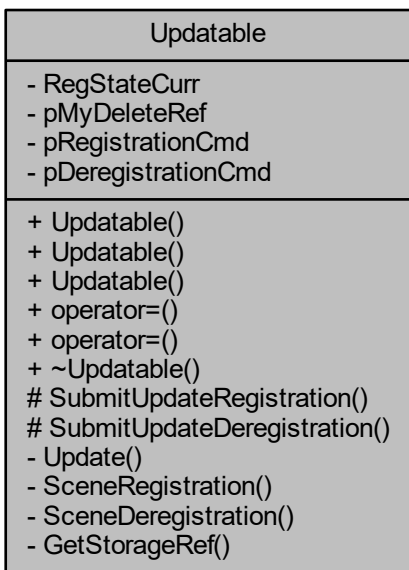 Updatable
- RegStateCurr
- pMyDeleteRef
- pRegistrationCmd
- pDeregistrationCmd
+ Updatable()
+ Updatable()
+ Updatable()
+ operator=()
+ operator=()
+ ~Updatable()
# SubmitUpdateRegistration()
# SubmitUpdateDeregistration()
- Update()
- SceneRegistration()
- SceneDeregistration()
- GetStorageRef()